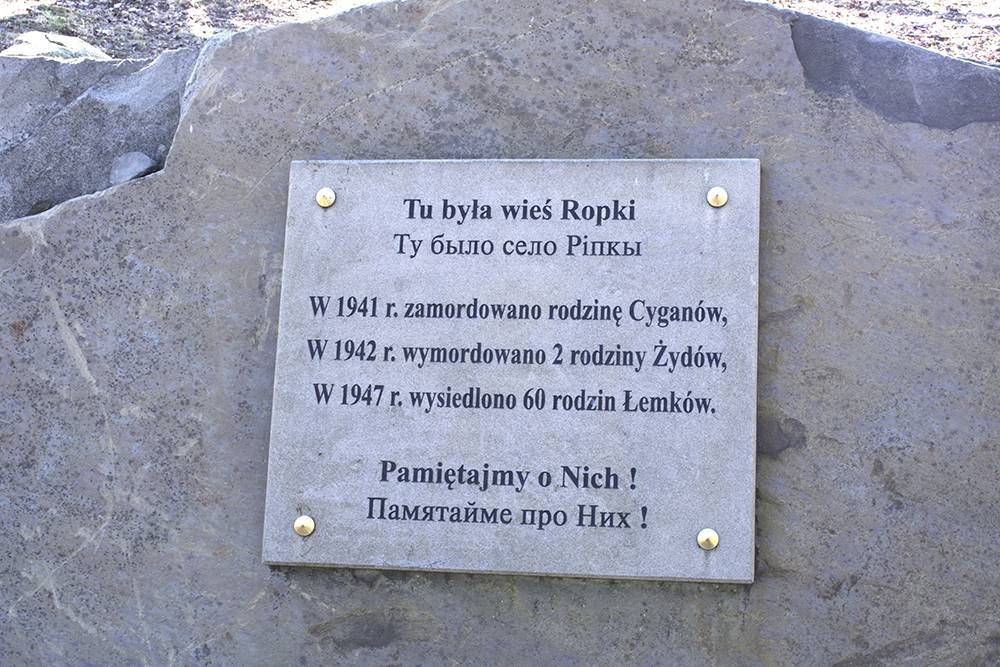 Tu była wieś Ropki
Ту было село Ріпкы
W 1941 r. zamordowano rodzinę Cyganów,
W 1942 r. wymordowano 2 rodziny Żydów,
W 1947 r. wysiedlono 60 rodzin Łemków.
Pamiętajmy o Nich !
Памятайме про Них !